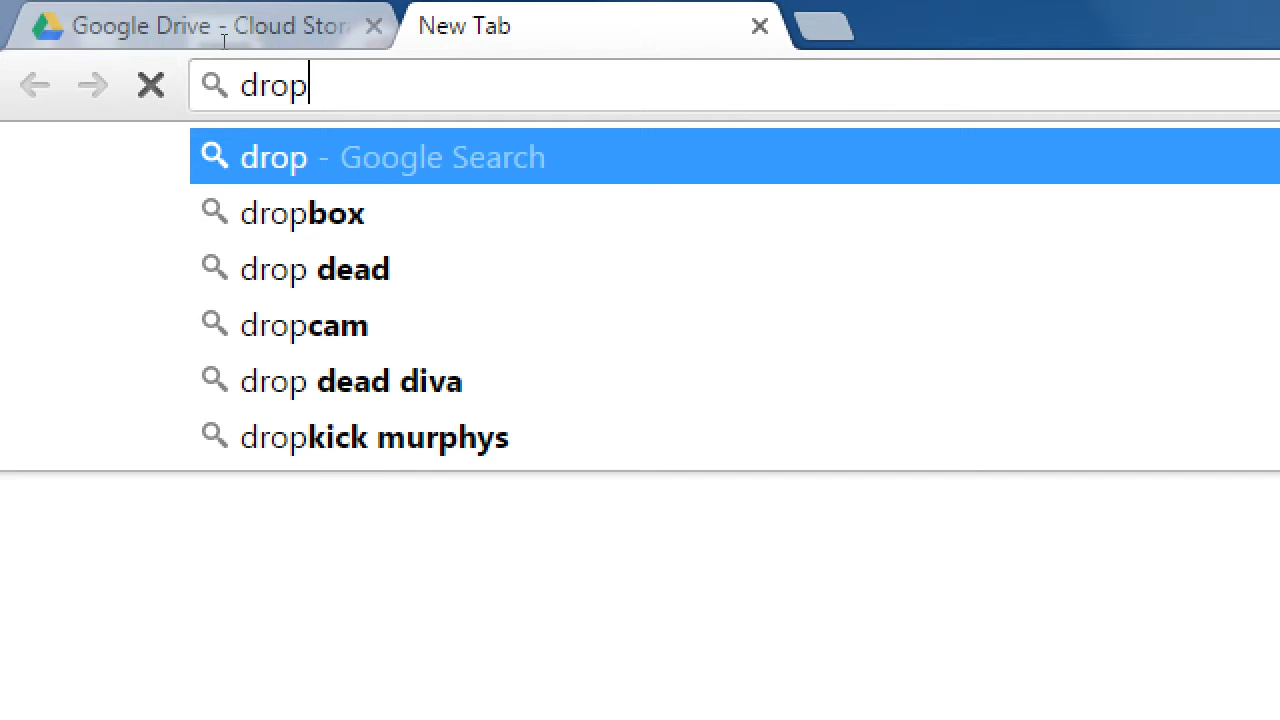 Google Drive - Cloud Stor
New Tab
drop
drop - Google Search
dropbox
drop dead
dropcam
drop dead diva
dropkick murphys